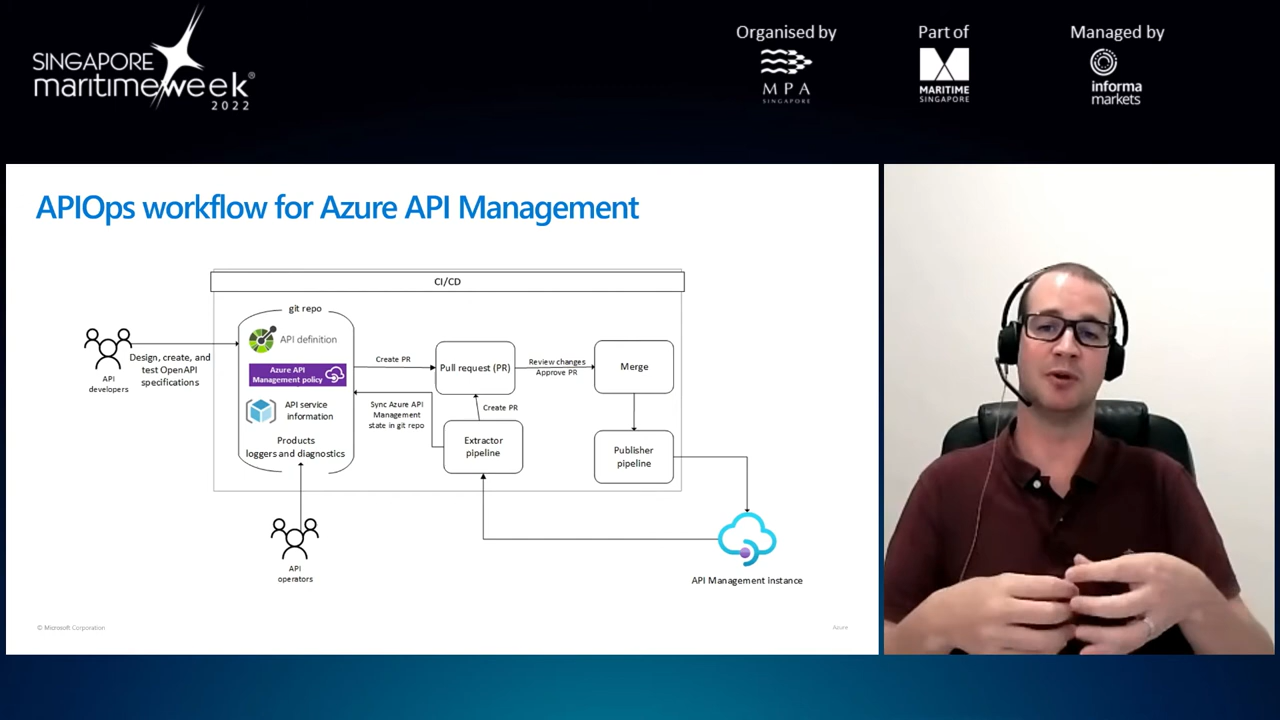 SINGAPORE
maritimeweek®
2022
Organised by
MPA
SINGAPORE
Part of
MARITIME
SINGAPORE
Managed by
informa
markets
APIOps workflow for Azure API Management
CI/CD
git repo
API definition
Azure API
Management policy
API service
information
Products
loggers and diagnostics
API
developers
Design, create, and
test OpenAPI
specifications
Create PR
Pull request (PR)
Review changes
Approve PR
Merge
Sync Azure API
Management
state in git repo
Create PR
Extractor
pipeline
Publisher
pipeline
API
operators
API Management instance
© Microsoft Corporation
Azure